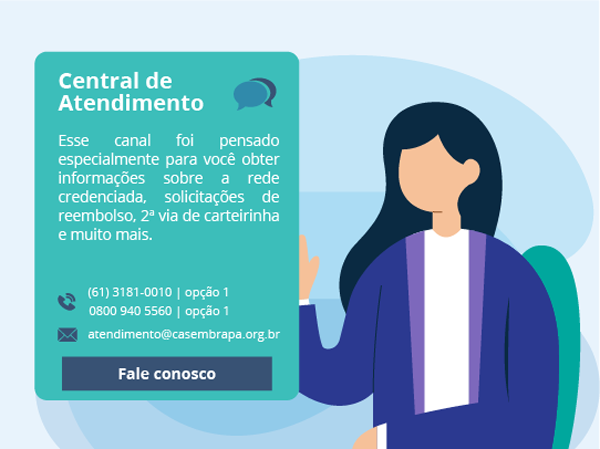 Central de
Atendimento
Esse canal foi pensado
especialmente para você obter
informações sobre a rede
credenciada, solicitações de
reembolso, 2ª via de carteirinha
e muito mais.
(61) 3181-0010 | opção 1
0800 940 5560 | opção 1
atendimento@casembrapa.org.br
Fale conosco